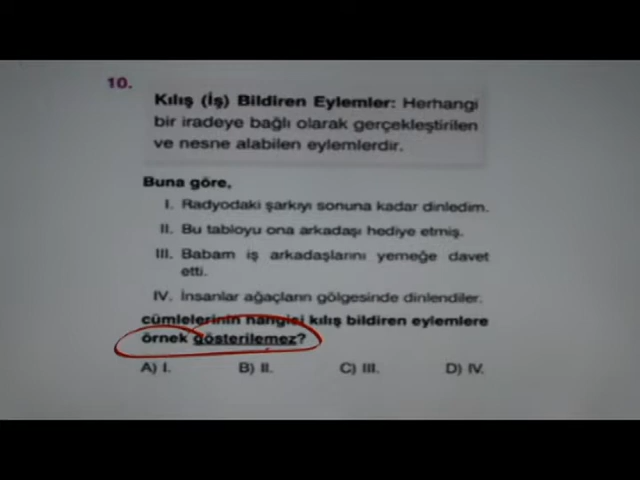 10.
Kılış (İş) Bildiren Eylemler: Herhangi
bir iradeye bağlı olarak gerçekleştirilen
ve nesne alabilen eylemlerdir.
Buna göre,
I. Radyodaki şarkıyı sonuna kadar dinledim.
II. Bu tabloyu ona arkadaşı hediye etmiş.
III. Babam iş arkadaşlarını yemeğe davet
etti.
IV. İnsanlar ağaçların gölgesinde dinlendiler.
cümlelerinin hangisi kılış bildiren eylemlere
örnek gösterilemez?
A) I. B) II. C) III. D) IV.